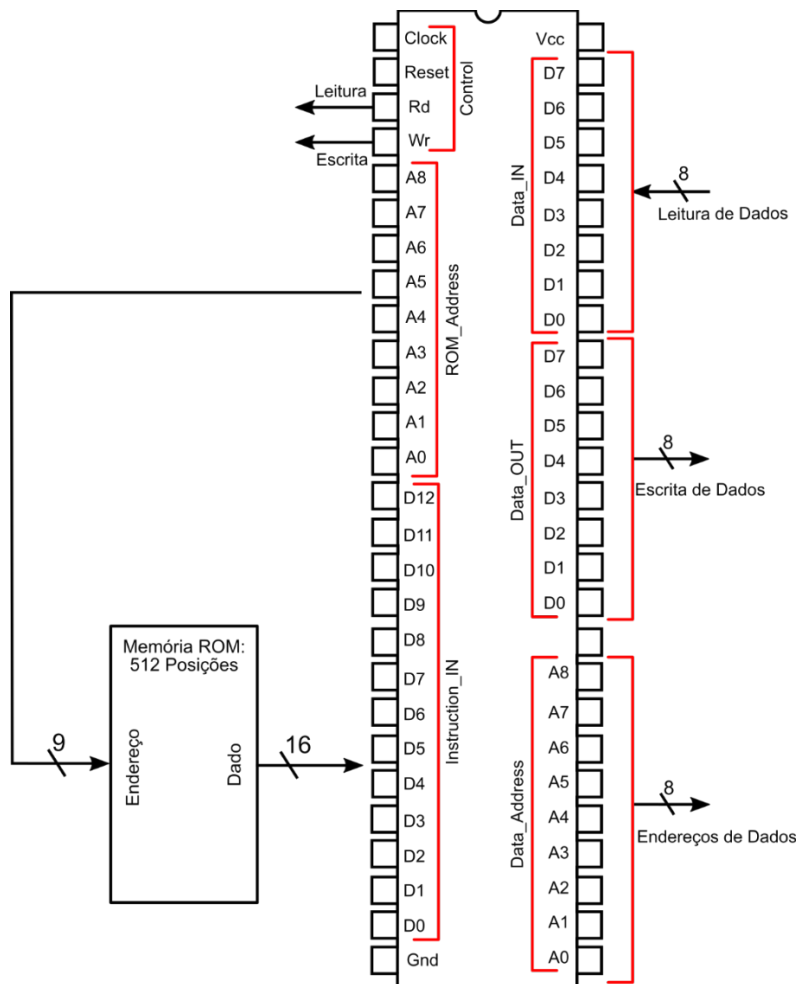 Clock
Reset
Leitura
Rd
Wr
Escrita
Control
A8
A7
A6
A5
A4
A3
A2
A1
A0
ROM_Address
D12
D11
D10
D9
D8
D7
D6
D5
D4
D3
D2
D1
D0
Instruction_IN
Gnd
Memória ROM:
512 Posições
Endereço
Dado
9
16
Vcc
D7
D6
D5
D4
D3
D2
D1
D0
Data_IN
8
Leitura de Dados
D7
D6
D5
D4
D3
D2
D1
D0
Data_OUT
8
Escrita de Dados
A8
A7
A6
A5
A4
A3
A2
A1
A0
Data_Address
8
Endereços de Dados